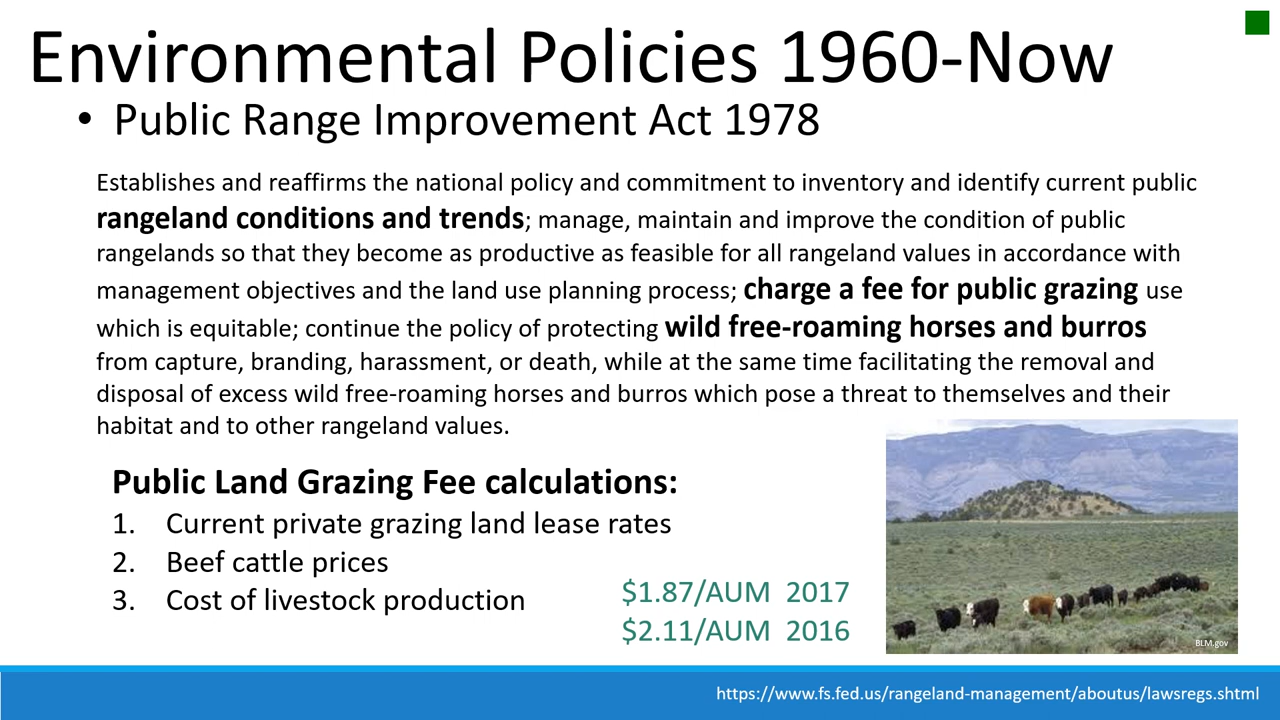 Environmental Policies 1960-Now
• Public Range Improvement Act 1978
Establishes and reaffirms the national policy and commitment to inventory and identify current public
rangeland conditions and trends; manage, maintain and improve the condition of public
rangelands so that they become as productive as feasible for all rangeland values in accordance with
management objectives and the land use planning process; charge a fee for public grazing use
which is equitable; continue the policy of protecting wild free-roaming horses and burros
from capture, branding, harassment, or death, while at the same time facilitating the removal and
disposal of excess wild free-roaming horses and burros which pose a threat to themselves and their
habitat and to other rangeland values.
Public Land Grazing Fee calculations:
1. Current private grazing land lease rates
2. Beef cattle prices
3. Cost of livestock production
$1.87/AUM 2017
$2.11/AUM 2016
BLM.gov
https://www.fs.fed.us/rangeland-management/aboutus/lawsregs.shtml